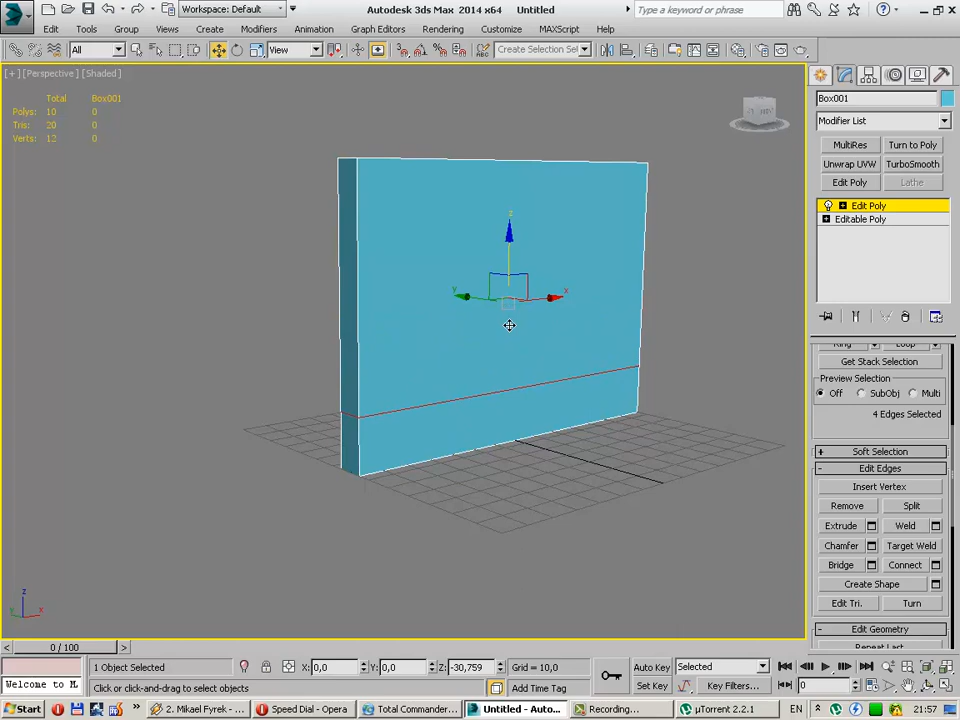 Workspace: Default
Autodesk 3ds Max 2014 x64 Untitled
Type a keyword or phrase
Edit Tools Group Views Create Modifiers Animation Graph Editors Rendering Customize MAXScript Help
All View Create Selection Se
[+] [Perspective] [Shaded]
Total Box001
Polys: 10 0
Tris: 20 0
Verts: 12 0
z
y x
z
y x
Box001
Modifier List
MultiRes Turn to Poly
Unwrap UVW TurboSmooth
Edit Poly Lathe
Edit Poly
Editable Poly
Ring Loop
Get Stack Selection
Preview Selection
Off SubObj Multi
4 Edges Selected
Soft Selection
Edit Edges
Insert Vertex
Remove Split
Extrude Weld
Chamfer Target Weld
Bridge Connect
Create Shape
Edit Tri. Turn
Edit Geometry
Repeat Last
0 / 100
1 Object Selected X: 0,0 Y: 0,0 Z: -30,759 Grid = 10,0 Auto Key Selected
Welcome to M Click or click-and-drag to select objects Add Time Tag Set Key Key Filters... 0
Start 2. Mikael Fyrek - ... Speed Dial - Opera Total Commander... Untitled - Auto... Recording... µTorrent 2.2.1 EN 21:57